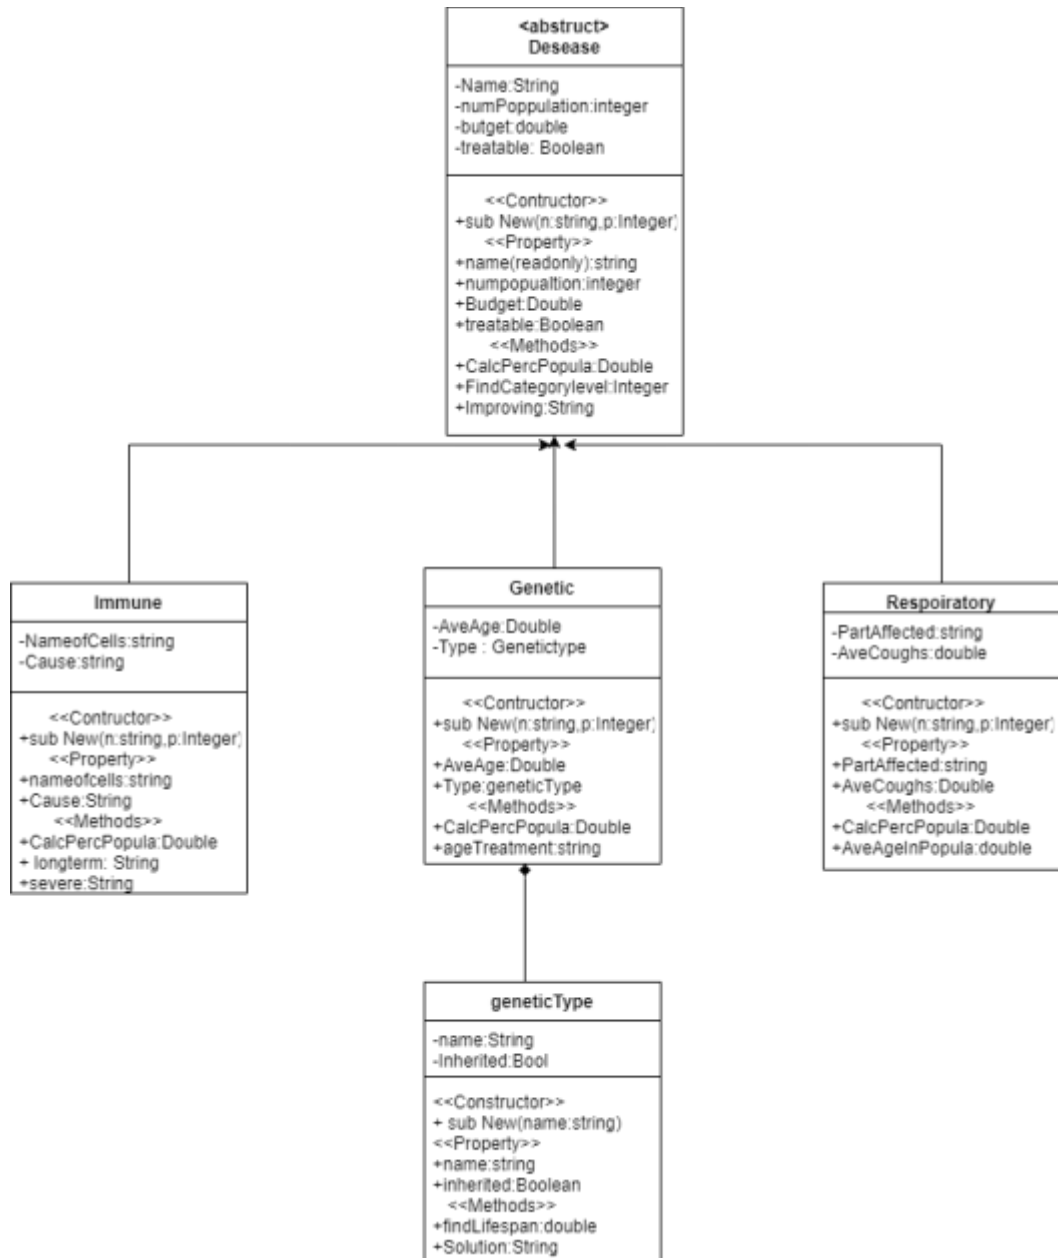 <abstruct>
Desease
-Name:String
-numPoppulation:integer
-butget:double
-treatable: Boolean
<<Contructor>>
+sub New(n:string,p:Integer)
<<Property>>
+name(readonly):string
+numpopualtion:integer
+Budget:Double
+treatable:Boolean
<<Methods>>
+CalcPercPopula:Double
+FindCategorylevel:Integer
+Improving:String
Immune
-NameofCells:string
-Cause:string
<<Contructor>>
+sub New(n:string,p:Integer)
<<Property>>
+nameofcells:string
+Cause:String
<<Methods>>
+CalcPercPopula:Double
+ longterm: String
+severe:String
Genetic
-AveAge:Double
-Type : Genetictype
<<Contructor>>
+sub New(n:string,p:Integer)
<<Property>>
+AveAge:Double
+Type:geneticType
<<Methods>>
+CalcPercPopula:Double
+ageTreatment:string
Respoiratory
-PartAffected:string
-AveCoughs:double
<<Contructor>>
+sub New(n:string,p:Integer)
<<Property>>
+PartAffected:string
+AveCoughs:Double
<<Methods>>
+CalcPercPopula:Double
+AveAgeInPopula:double
geneticType
-name:String
-Inherited:Bool
<<Constructor>>
+ sub New(name:string)
<<Property>>
+name:string
+inherited:Boolean
<<Methods>>
+findLifespan:double
+Solution:String